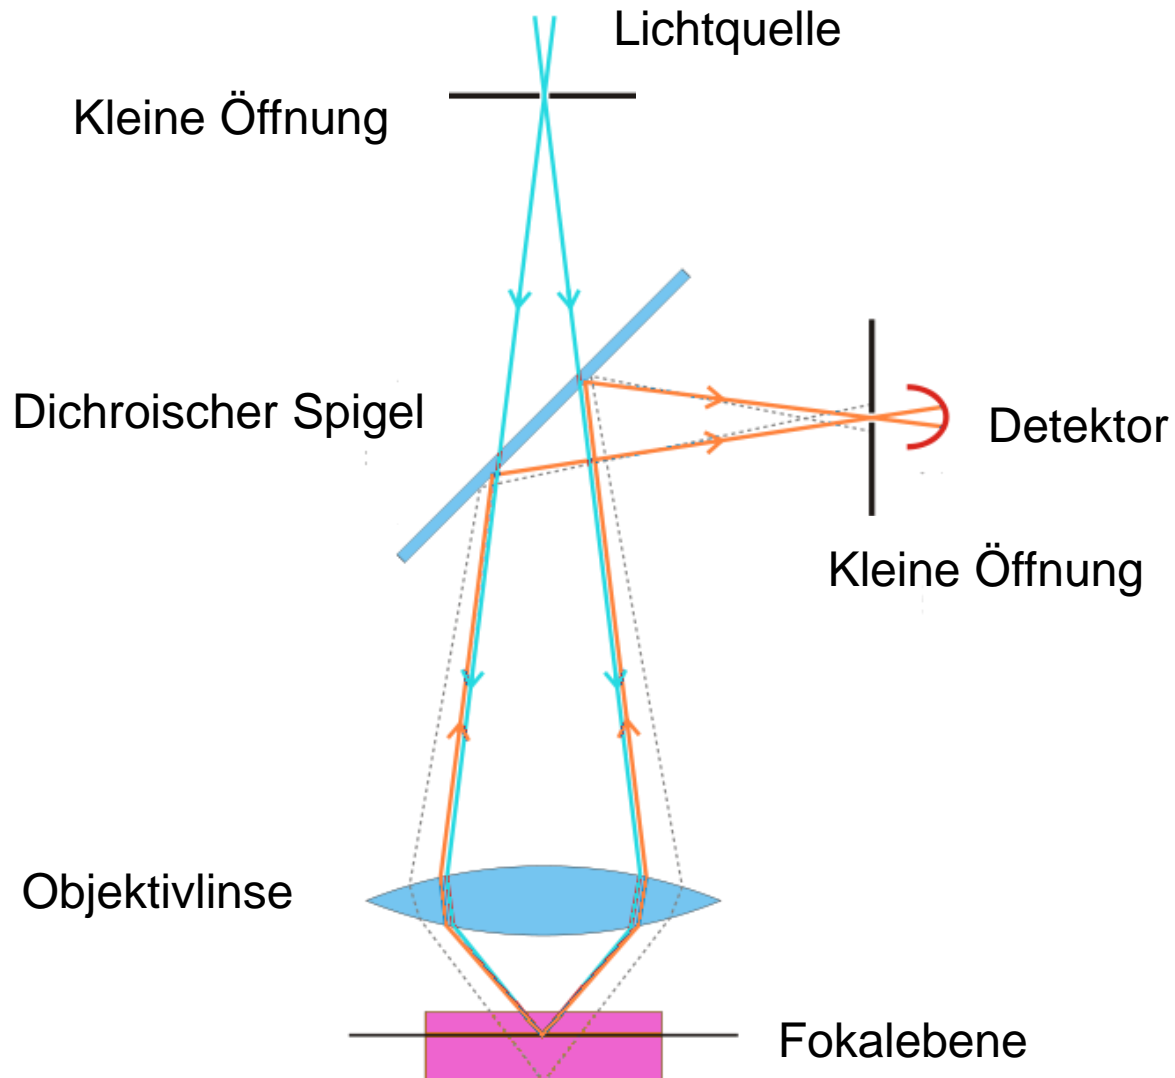 Lichtquelle
Kleine Öffnung
Dichroischer Spigel
Detektor
Kleine Öffnung
Objektivlinse
Fokalebene